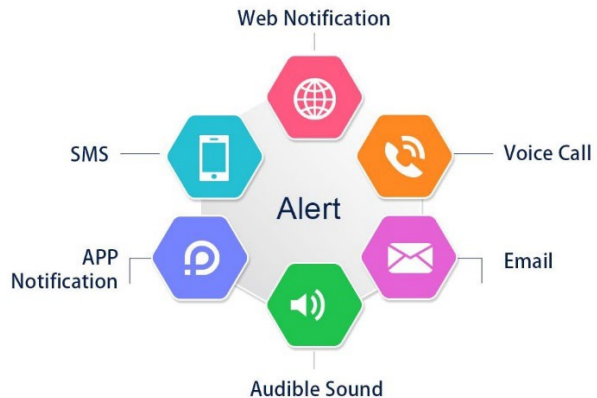 Web Notification
SMS
Voice Call
Alert
APP
Notification
Email
Audible Sound